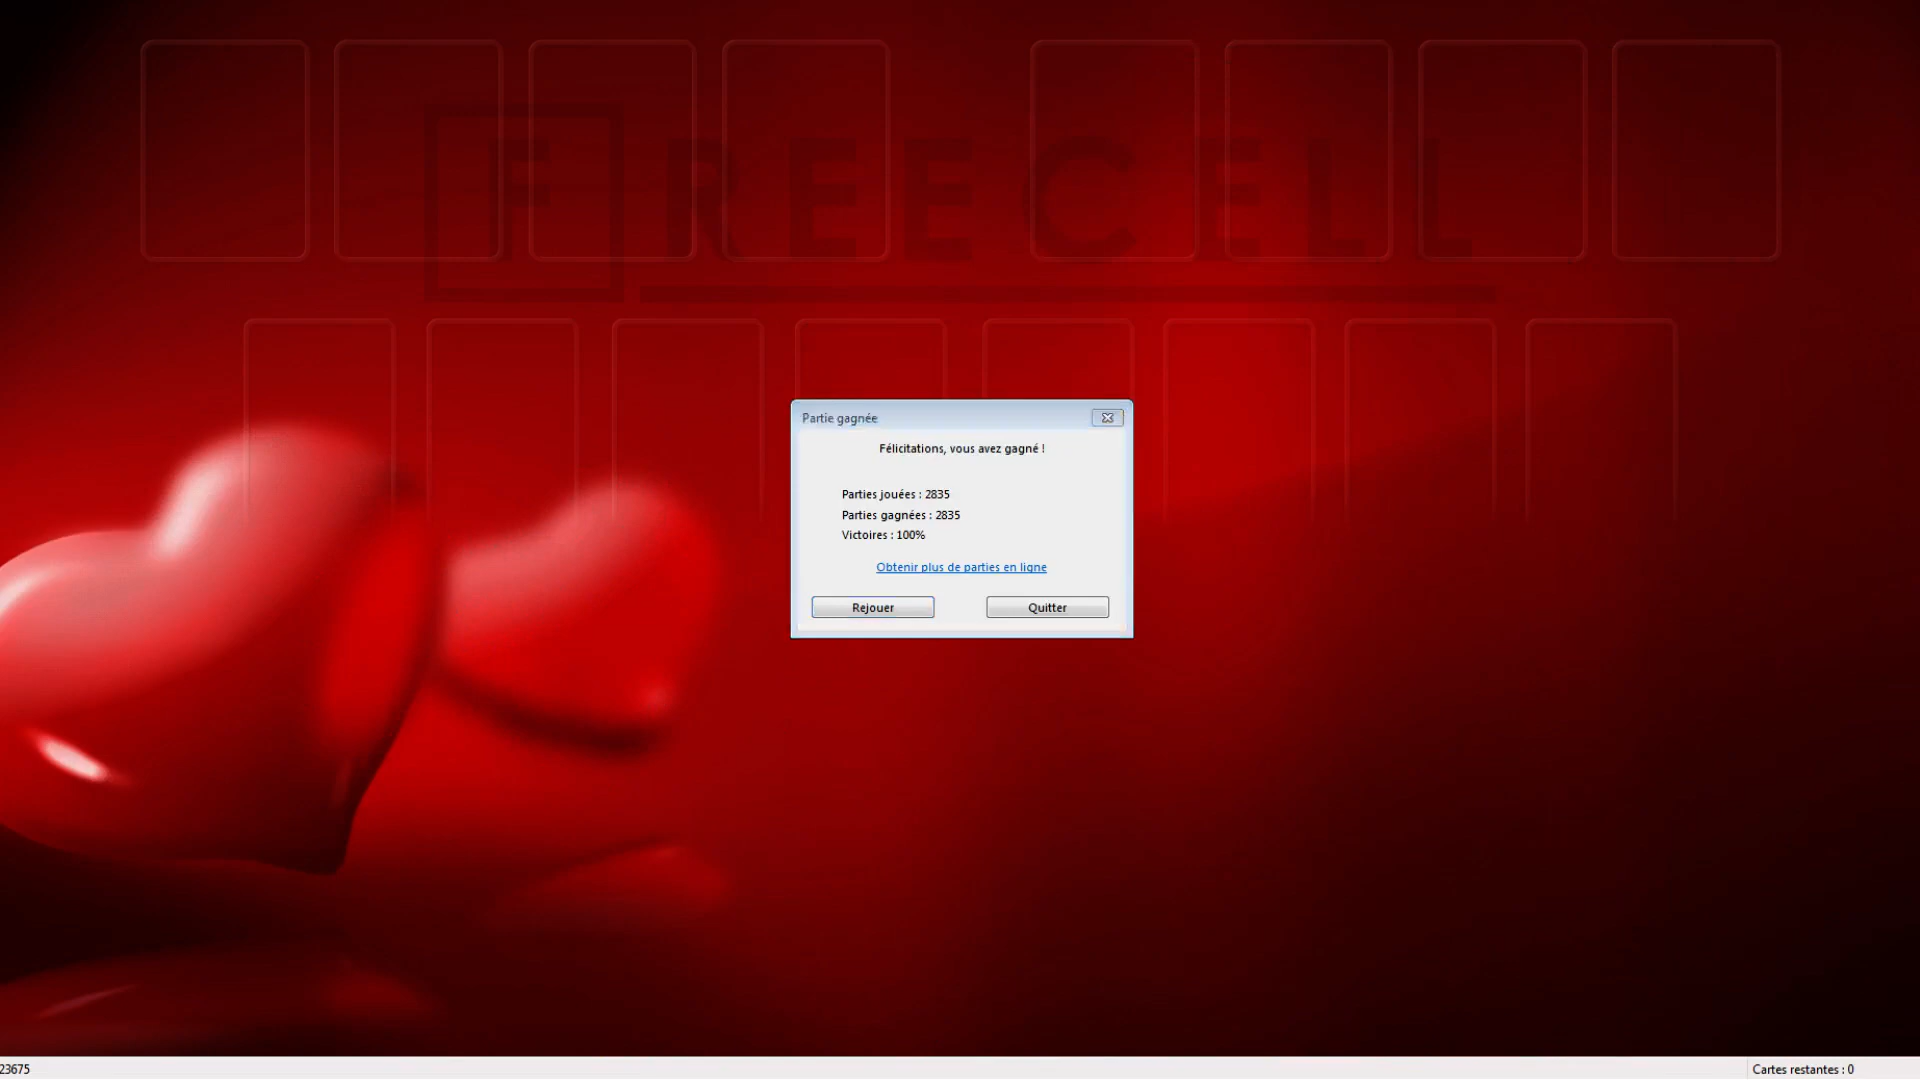 FREECELL
Partie gagnée
Félicitations, vous avez gagné !
Parties jouées : 2835
Parties gagnées : 2835
Victoires : 100%
Obtenir plus de parties en ligne
Rejouer Quitter
23675 Cartes restantes : 0